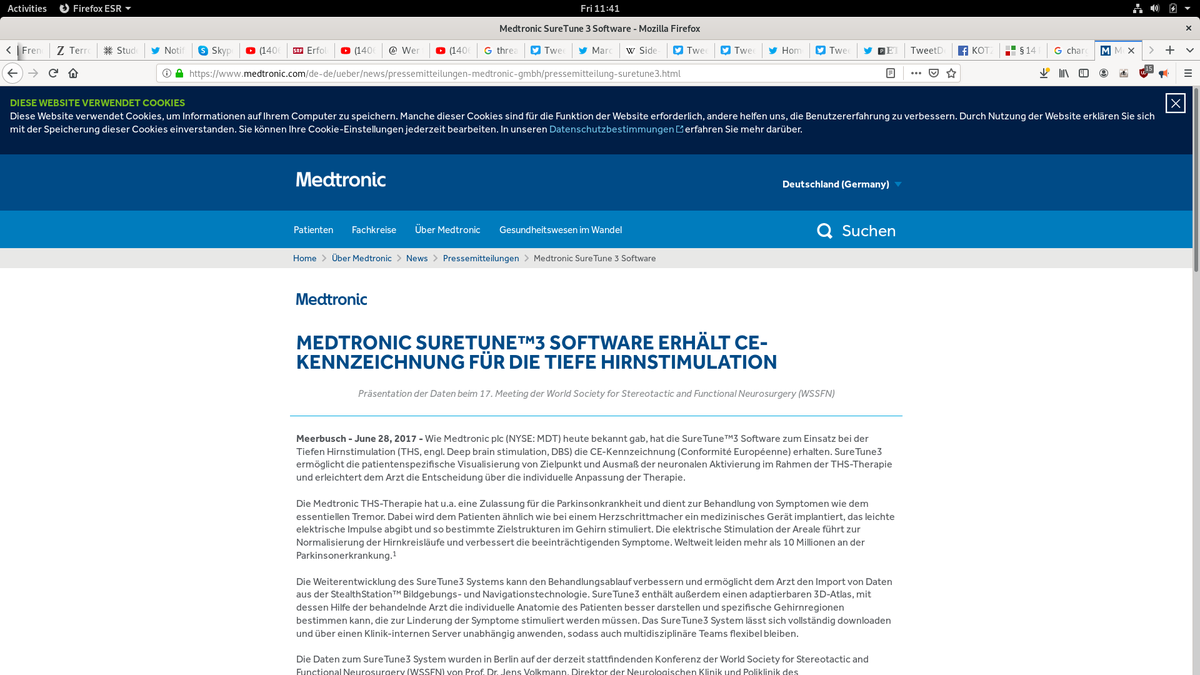 Activities Firefox ESR Fri 11:41
Medtronic SureTune 3 Software - Mozilla Firefox
Fren Terr Stud Notif Skyp (140 Erfol (140 Wer (140 threa Twe Marc Side Twee Twe Hom Twee ET TweetD KOT. § 14 char M
https://www.medtronic.com/de-de/ueber/news/pressemitteilungen-medtronic-gmbh/pressemitteilung-suretune3.html 15
DIESE WEBSITE VERWENDET COOKIES
Diese Website verwendet Cookies, um Informationen auf Ihrem Computer zu speichern. Manche dieser Cookies sind für die Funktion der Website erforderlich, andere helfen uns, die Benutzererfahrung zu verbessern. Durch Nutzung der Website erklären Sie sich
mit der Speicherung dieser Cookies einverstanden. Sie können Ihre Cookie-Einstellungen jederzeit bearbeiten. In unseren Datenschutzbestimmungen erfahren Sie mehr darüber.
Medtronic
Deutschland (Germany)
Patienten Fachkreise Über Medtronic Gesundheitswesen im Wandel Suchen
Home > Über Medtronic > News > Pressemitteilungen > Medtronic SureTune 3 Software
Medtronic
MEDTRONIC SURETUNE™3 SOFTWARE ERHÄLT CE-
KENNZEICHNUNG FÜR DIE TIEFE HIRNSTIMULATION
Präsentation der Daten beim 17. Meeting der World Society for Stereotactic and Functional Neurosurgery (WSSFN)
Meerbusch - June 28, 2017 - Wie Medtronic plc (NYSE: MDT) heute bekannt gab, hat die SureTune™3 Software zum Einsatz bei der
Tiefen Hirnstimulation (THS, engl. Deep brain stimulation, DBS) die CE-Kennzeichnung (Conformité Européenne) erhalten. SureTune3
ermöglicht die patientenspezifische Visualisierung von Zielpunkt und Ausmaß der neuronalen Aktivierung im Rahmen der THS-Therapie
und erleichtert dem Arzt die Entscheidung über die individuelle Anpassung der Therapie.
Die Medtronic THS-Therapie hat u.a. eine Zulassung für die Parkinsonkrankheit und dient zur Behandlung von Symptomen wie dem
essentiellen Tremor. Dabei wird dem Patienten ähnlich wie bei einem Herzschrittmacher ein medizinisches Gerät implantiert, das leichte
elektrische Impulse abgibt und so bestimmte Zielstrukturen im Gehirn stimuliert. Die elektrische Stimulation der Areale führt zur
Normalisierung der Hirnkreisläufe und verbessert die beeinträchtigenden Symptome. Weltweit leiden mehr als 10 Millionen an der
Parkinsonerkrankung.¹
Die Weiterentwicklung des SureTune3 Systems kann den Behandlungsablauf verbessern und ermöglicht dem Arzt den Import von Daten
aus der StealthStation™ Bildgebungs- und Navigationstechnologie. SureTune3 enthält außerdem einen adaptierbaren 3D-Atlas, mit
dessen Hilfe der behandelnde Arzt die individuelle Anatomie des Patienten besser darstellen und spezifische Gehirnregionen
bestimmen kann, die zur Linderung der Symptome stimuliert werden müssen. Das SureTune3 System lässt sich vollständig downloaden
und über einen Klinik-internen Server unabhängig anwenden, sodass auch multidisziplinäre Teams flexibel bleiben.
Die Daten zum SureTune3 System wurden in Berlin auf der derzeit stattfindenden Konferenz der World Society for Stereotactic and
Functional Neurosurgery (WSSFN) von Prof. Dr. Jens Volkmann, Direktor der Neurologischen Klinik und Poliklinik des